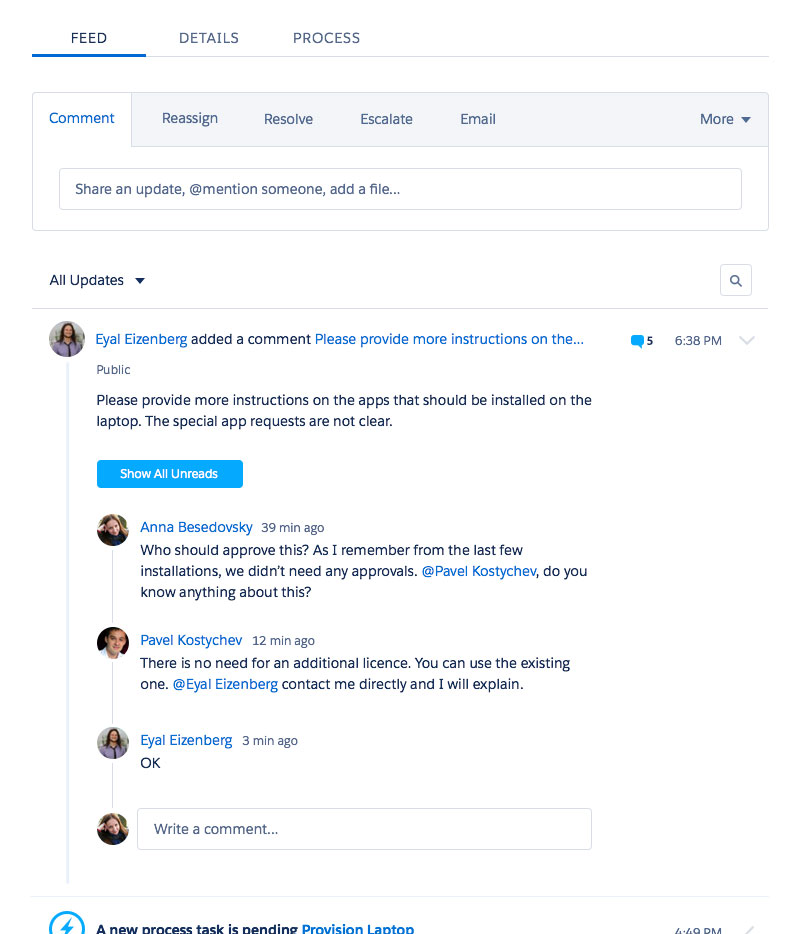 FEED DETAILS PROCESS
Comment Reassign Resolve Escalate Email More
Share an update, @mention someone, add a file...
All Updates
Eyal Eizenberg added a comment Please provide more instructions on the... 5 6:38 PM
Public
Please provide more instructions on the apps that should be installed on the
laptop. The special app requests are not clear.
Show All Unreads
Anna Besedovsky 39 min ago
Who should approve this? As I remember from the last few
installations, we didn’t need any approvals. @Pavel Kostychev, do you
know anything about this?
Pavel Kostychev 12 min ago
There is no need for an additional licence. You can use the existing
one. @Eyal Eizenberg contact me directly and I will explain.
Eyal Eizenberg 3 min ago
OK
Write a comment...
A new process task is pending Provision Laptop 4:49 PM